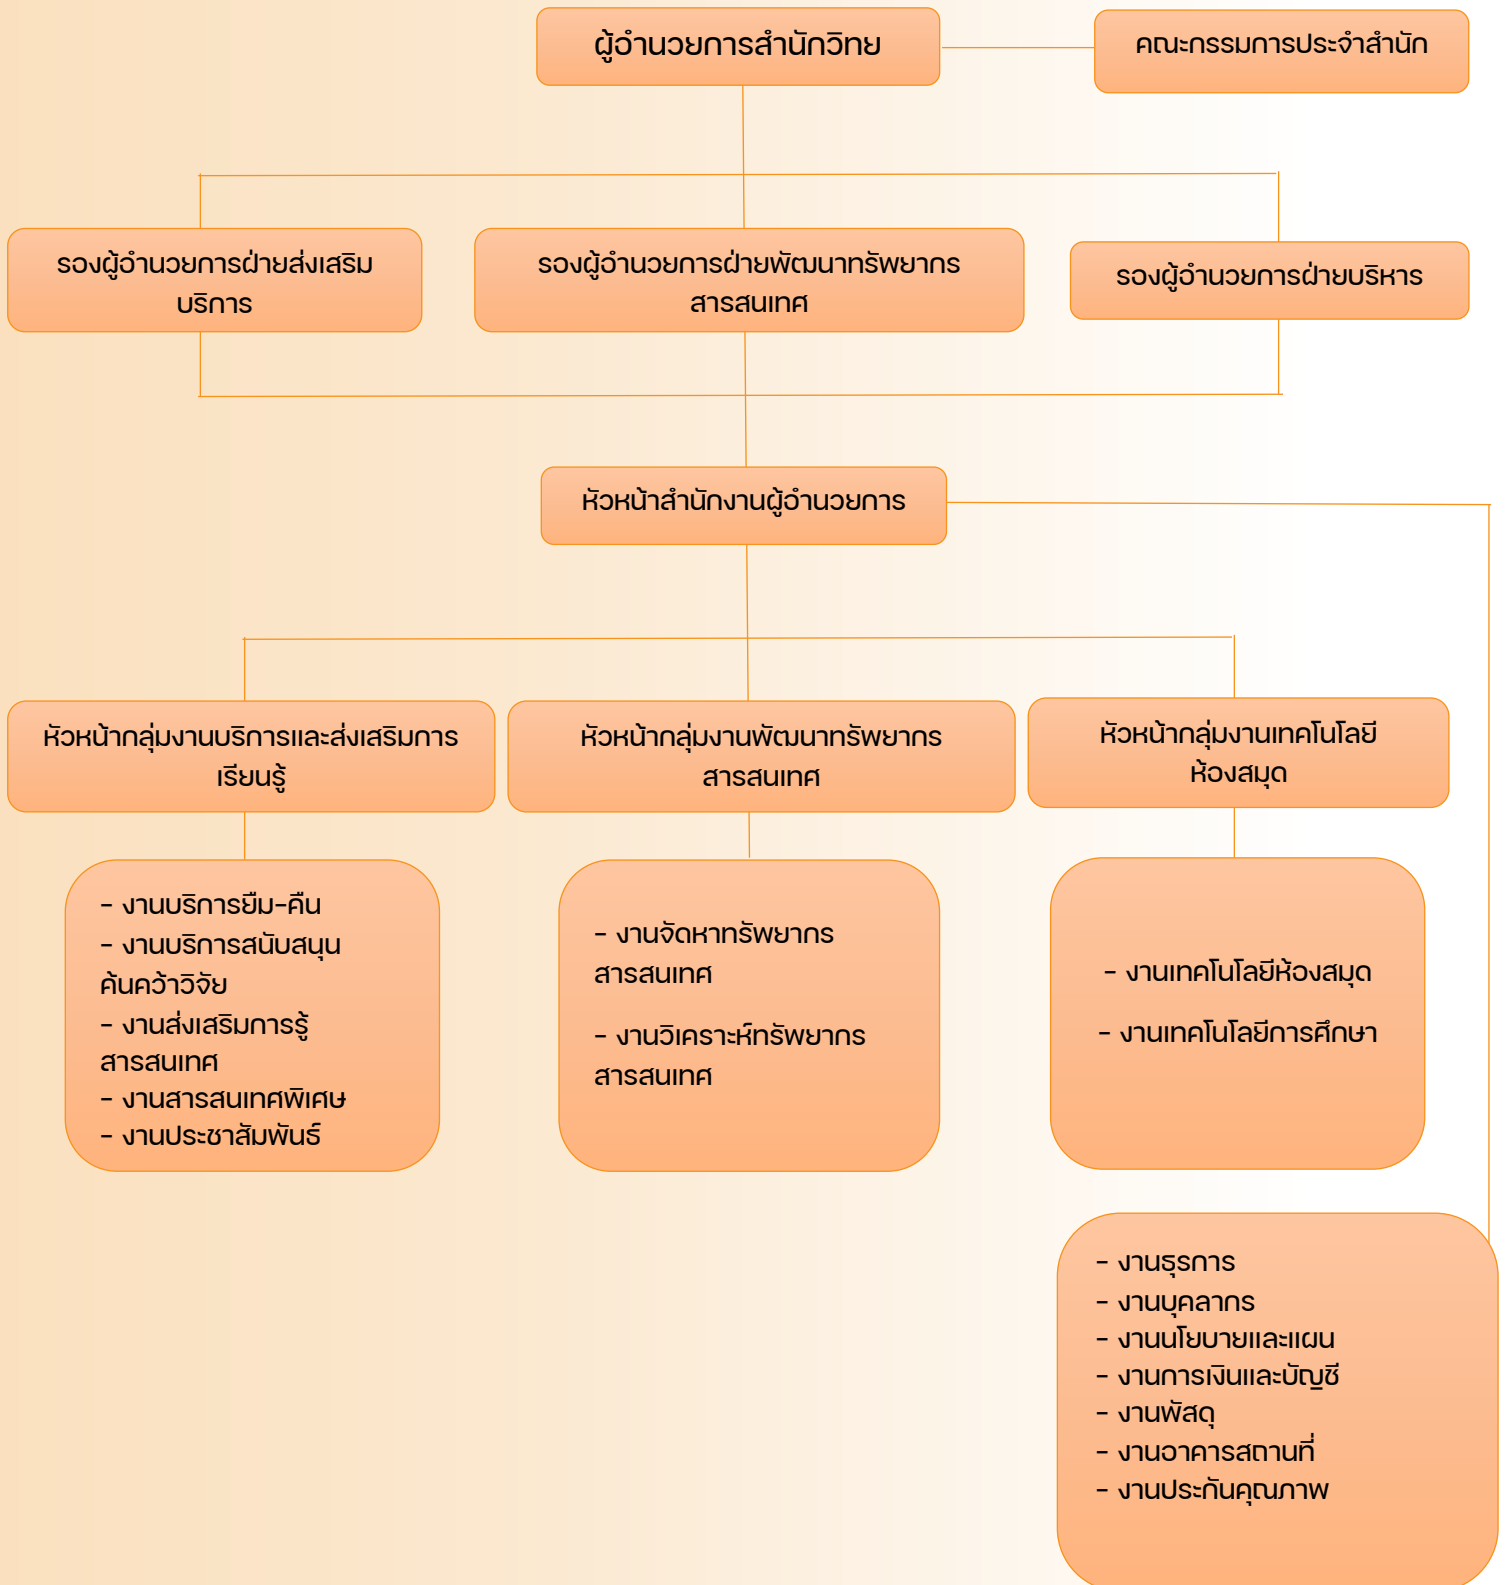 ผู้อำนวยการสำนักวิทย
คณะกรรมการประจำสำนัก
รองผู้อำนวยการฝ่ายส่งเสริม
บริการ
รองผู้อำนวยการฝ่ายพัฒนาทรัพยากร
สารสนเทศ
รองผู้อำนวยการฝ่ายบริหาร
หัวหน้าสำนักงานผู้อำนวยการ
หัวหน้ากลุ่มงานบริการและส่งเสริมการ
เรียนรู้
หัวหน้ากลุ่มงานพัฒนาทรัพยากร
สารสนเทศ
หัวหน้ากลุ่มงานเทคโนโลยี
ห้องสมุด
- งานบริการยืม-คืน
- งานบริการสนับสนุน
ค้นคว้าวิจัย
- งานส่งเสริมการรู้
สารสนเทศ
- งานสารสนเทศพิเศษ
- งานประชาสัมพันธ์
- งานจัดหาทรัพยากร
สารสนเทศ
- งานวิเคราะห์ทรัพยากร
สารสนเทศ
- งานเทคโนโลยีห้องสมุด
- งานเทคโนโลยีการศึกษา
- งานธุรการ
- งานบุคลากร
- งานนโยบายและแผน
- งานการเงินและบัญชี
- งานพัสดุ
- งานอาคารสถานที่
- งานประกันคุณภาพ